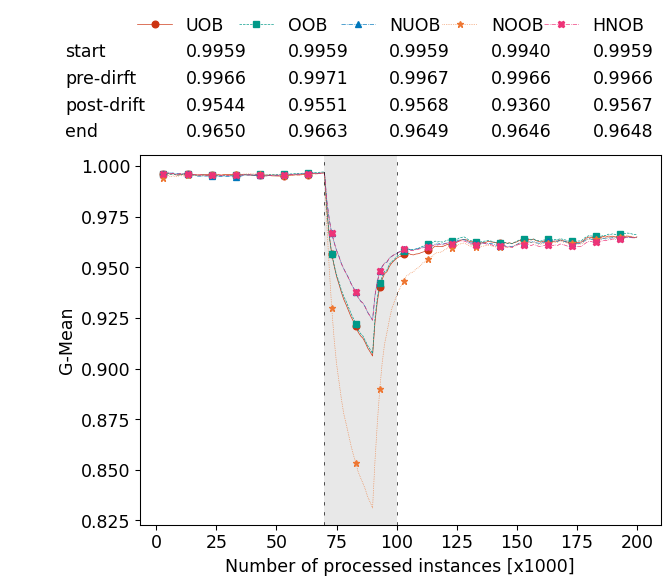 UOB OOB NUOB NOOB HNOB
start 0.9959 0.9959 0.9959 0.9940 0.9959
pre-dirft 0.9966 0.9971 0.9967 0.9966 0.9966
post-drift 0.9544 0.9551 0.9568 0.9360 0.9567
end 0.9650 0.9663 0.9649 0.9646 0.9648
1.000
0.975
0.950
0.925
0.900
0.875
0.850
0.825
G-Mean
0 25 50 75 100 125 150 175 200
Number of processed instances [x1000]